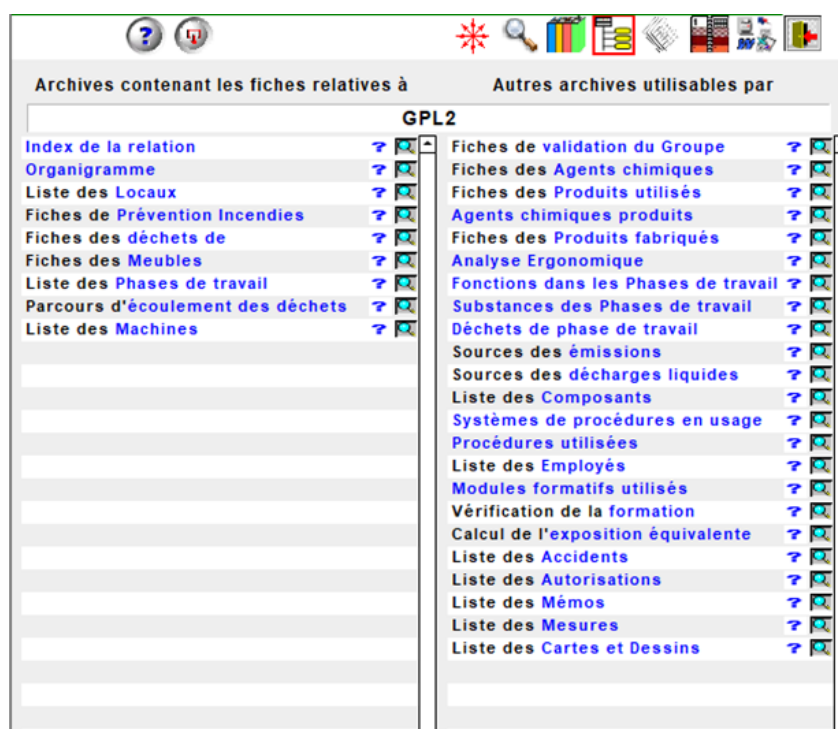 Archives contenant les fiches relatives à
Autres archives utilisables par
GPL2
Index de la relation ?
Organigramme ?
Liste des Locaux ?
Fiches de Prévention Incendies ?
Fiches des déchets de ?
Fiches des Meubles ?
Liste des Phases de travail ?
Parcours d'écoulement des déchets ?
Liste des Machines ?
Fiches de validation du Groupe ?
Fiches des Agents chimiques ?
Fiches des Produits utilisés ?
Agents chimiques produits ?
Fiches des Produits fabriqués ?
Analyse Ergonomique ?
Fonctions dans les Phases de travail ?
Substances des Phases de travail ?
Déchets de phase de travail ?
Sources des émissions ?
Sources des décharges liquides ?
Liste des Composants ?
Systèmes de procédures en usage ?
Procédures utilisées ?
Liste des Employés ?
Modules formatifs utilisés ?
Vérification de la formation ?
Calcul de l'exposition équivalente ?
Liste des Accidents ?
Liste des Autorisations ?
Liste des Mémos ?
Liste des Mesures ?
Liste des Cartes et Dessins ?